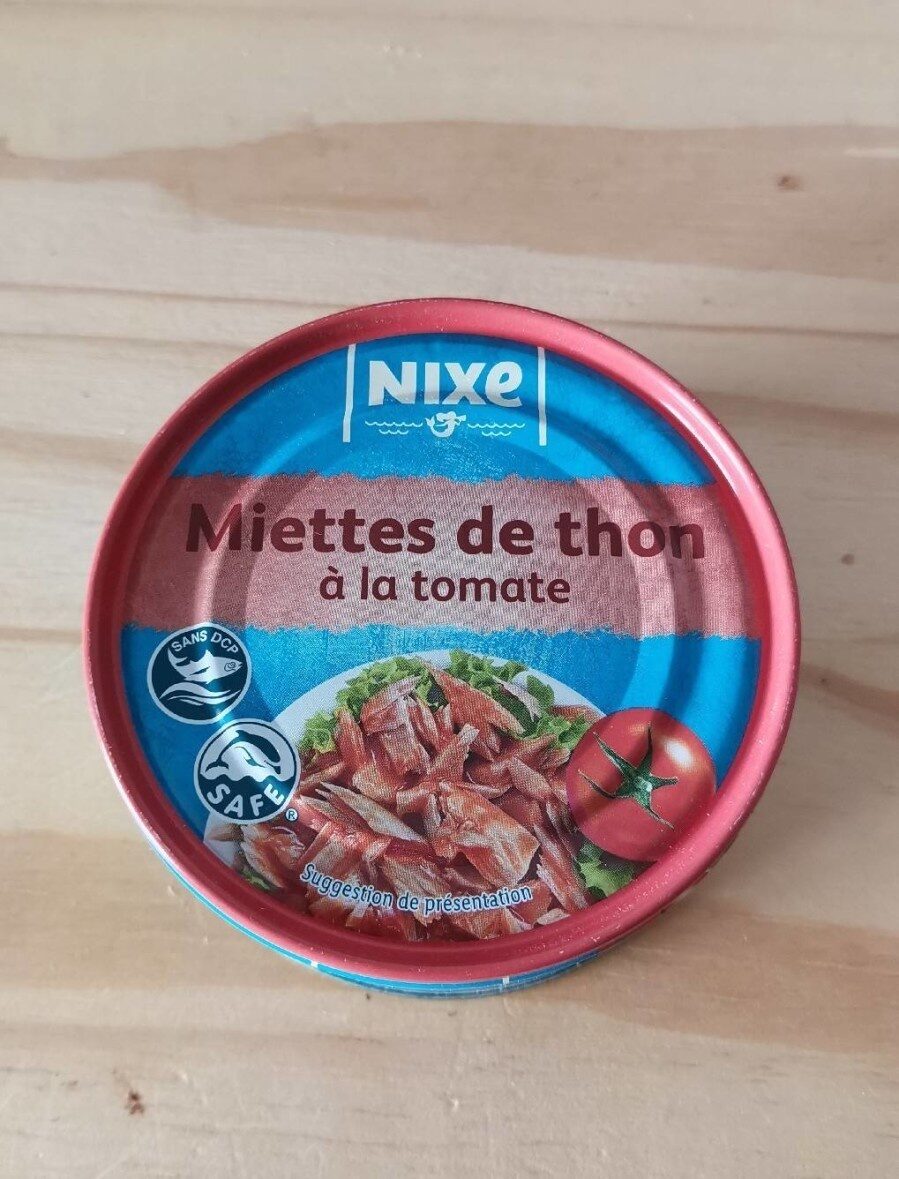 NIXe
Miettes de thon
à la tomate
SANS DCP
SAFE®
Suggestion de présentation